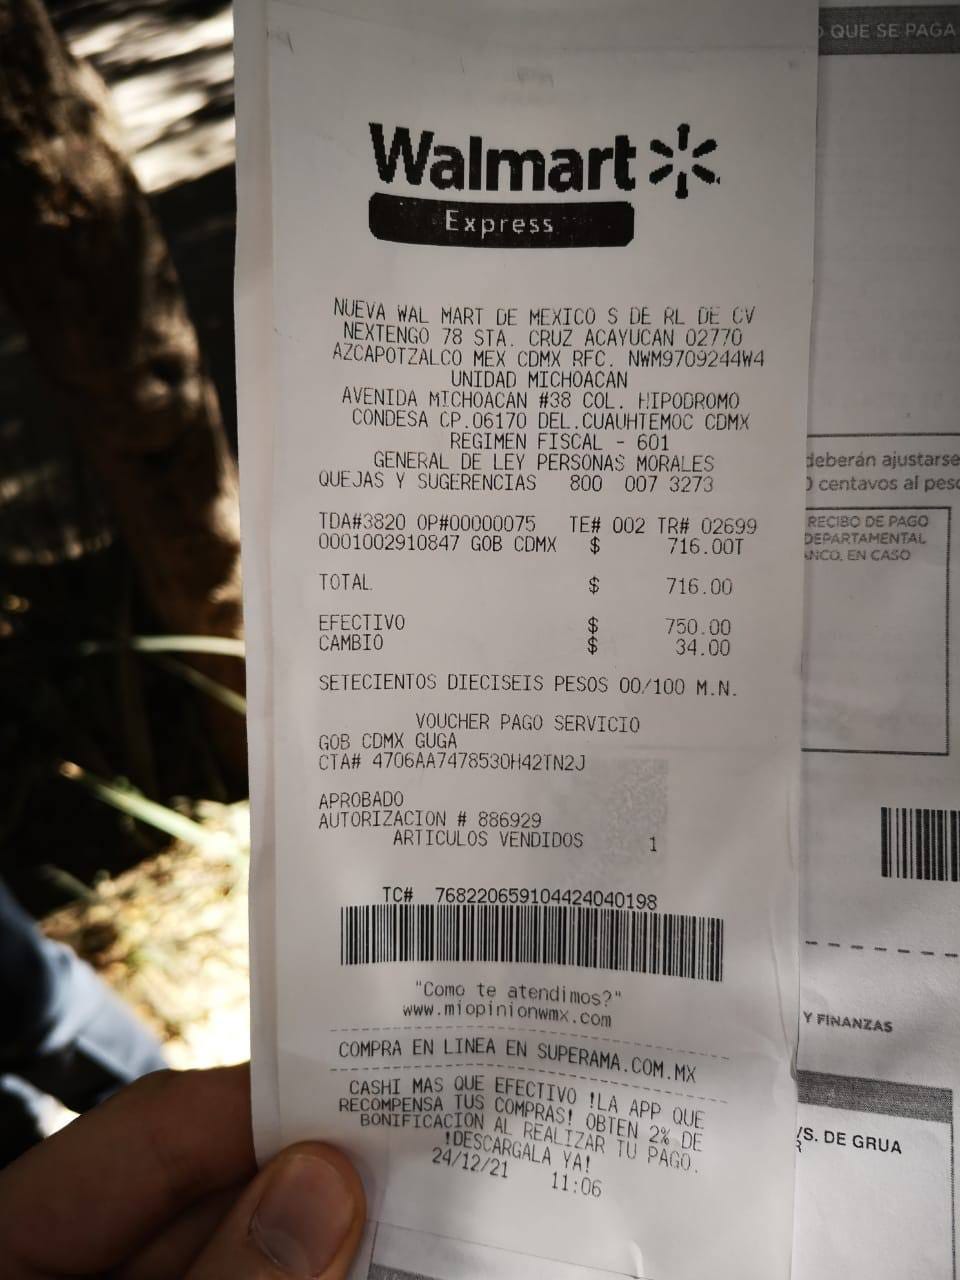 Walmart
Express
NUEVA WAL MART DE MEXICO S DE RL DE CV
NEXTENGO 78 STA. CRUZ ACAYUCAN 02770
AZCAPOTZALCO MEX CDMX RFC. NWM9709244W4
UNIDAD MICHOACAN
AVENIDA MICHOACAN #38 COL. HIPODROMO
CONDESA CP.06170 DEL.CUAUHTEMOC CDMX
REGIMEN FISCAL - 601
GENERAL DE LEY PERSONAS MORALES
QUEJAS Y SUGERENCIAS 800 007 3273
TDA#3820 OP#00000075 TE# 002 TR# 02699
0001002910847 GOB CDMX $ 716.00T
TOTAL $ 716.00
EFECTIVO $ 750.00
CAMBIO $ 34.00
SETECIENTOS DIECISEIS PESOS 00/100 M.N.
VOUCHER PAGO SERVICIO
GOB CDMX GUGA
CTA# 4706AA7478530H42TN2J
APROBADO
AUTORIZACION # 886929
ARTICULOS VENDIDOS 1
TC# 768220659104424040198
"Como te atendimos?"
www.miopinionwmx.com
COMPRA EN LINEA EN SUPERAMA.COM.MX
CASHI MAS QUE EFECTIVO !LA APP QUE
RECOMPENSA TUS COMPRAS! OBTEN 2% DE
BONIFICACION AL REALIZAR TU PAGO.
!DESCARGALA YA!
24/12/21 11:06
QUE SE PAGA
deberán ajustarse
centavos al peso
RECIBO DE PAGO
DEPARTAMENTAL
EN CASO
Y FINANZAS
DE GRUA